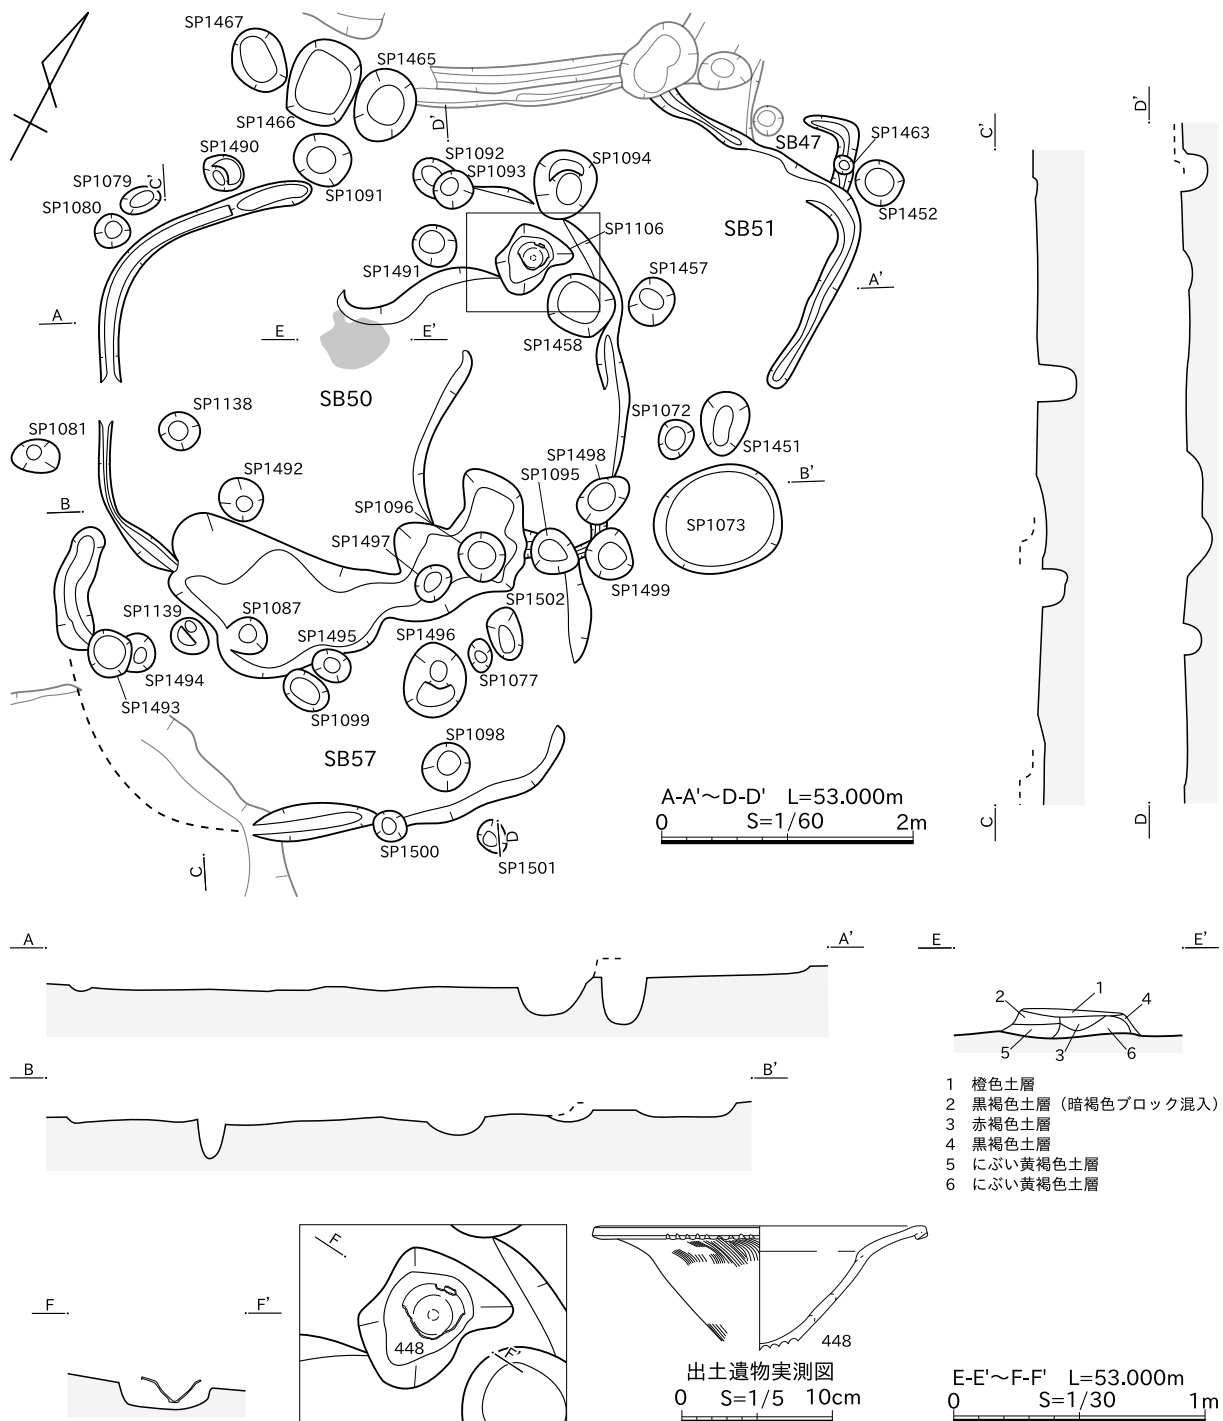 SP1467
SP1465
SP1466
D'
SP1490
SP1092
SP1093
SP1094
SB47
SP1463
SP1079
C'
SP1091
SP1080
SP1452
SP1106
SB51
SP1491
SP1457
A'
A
E
E'
SP1458
SB50
SP1138
SP1072
SP1451
SP1081
SP1498
SP1492
SP1095
B'
SP1096
B
SP1497
SP1073
SP1499
SP1502
SP1139
SP1087
SP1495
SP1496
SP1494
SP1077
SP1493
SP1099
SB57
SP1098
SP1500
D
SP1501
C
C'
D'
C
D
A-A'～D-D' L=53.000m
0 S=1/60 2m
A A'
B B'
E E'
1
2
4
5
3
6
1 橙色土層
2 黒褐色土層（暗褐色ブロック混入）
3 赤褐色土層
4 黒褐色土層
5 にぶい黄褐色土層
6 にぶい黄褐色土層
F F'
F
448
F'
448
出土遺物実測図
0 S=1/5 10cm
E-E'～F-F' L=53.000m
0 S=1/30 1m